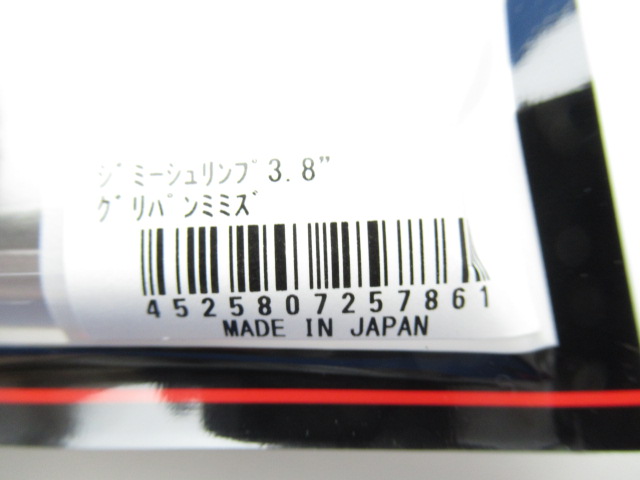 ｼﾞﾐｰｼｭﾘﾝﾌﾟ3.8"
ｸﾞﾘﾊﾟﾝﾐﾐｽﾞ
4525807257861
MADE IN JAPAN